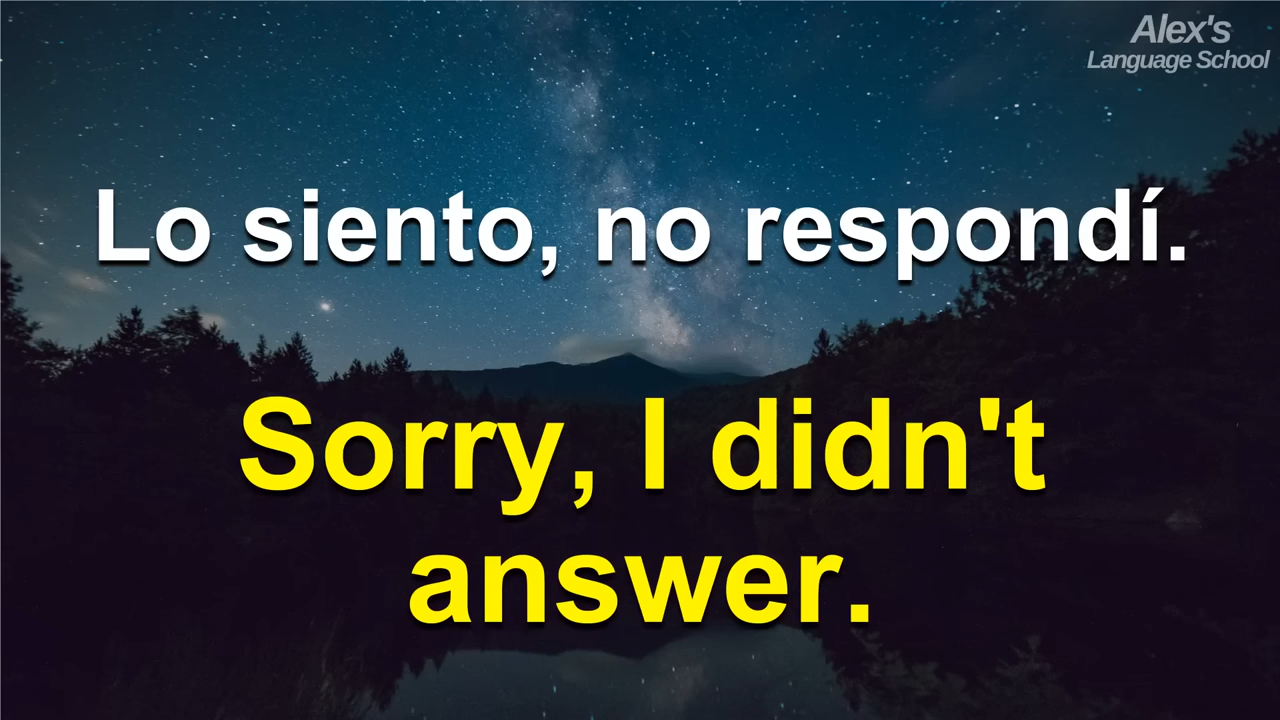 Alex's
Language School
Lo siento, no respondí.
Sorry, I didn't
answer.